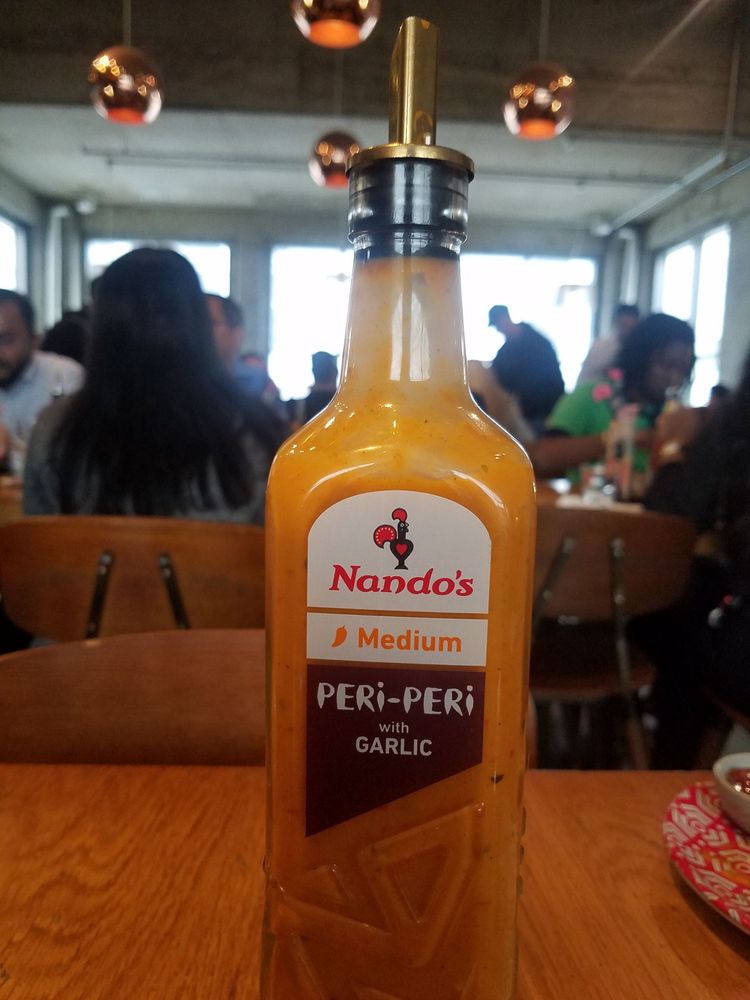 Nando's
Medium
PERi-PERi
with
GARLIC